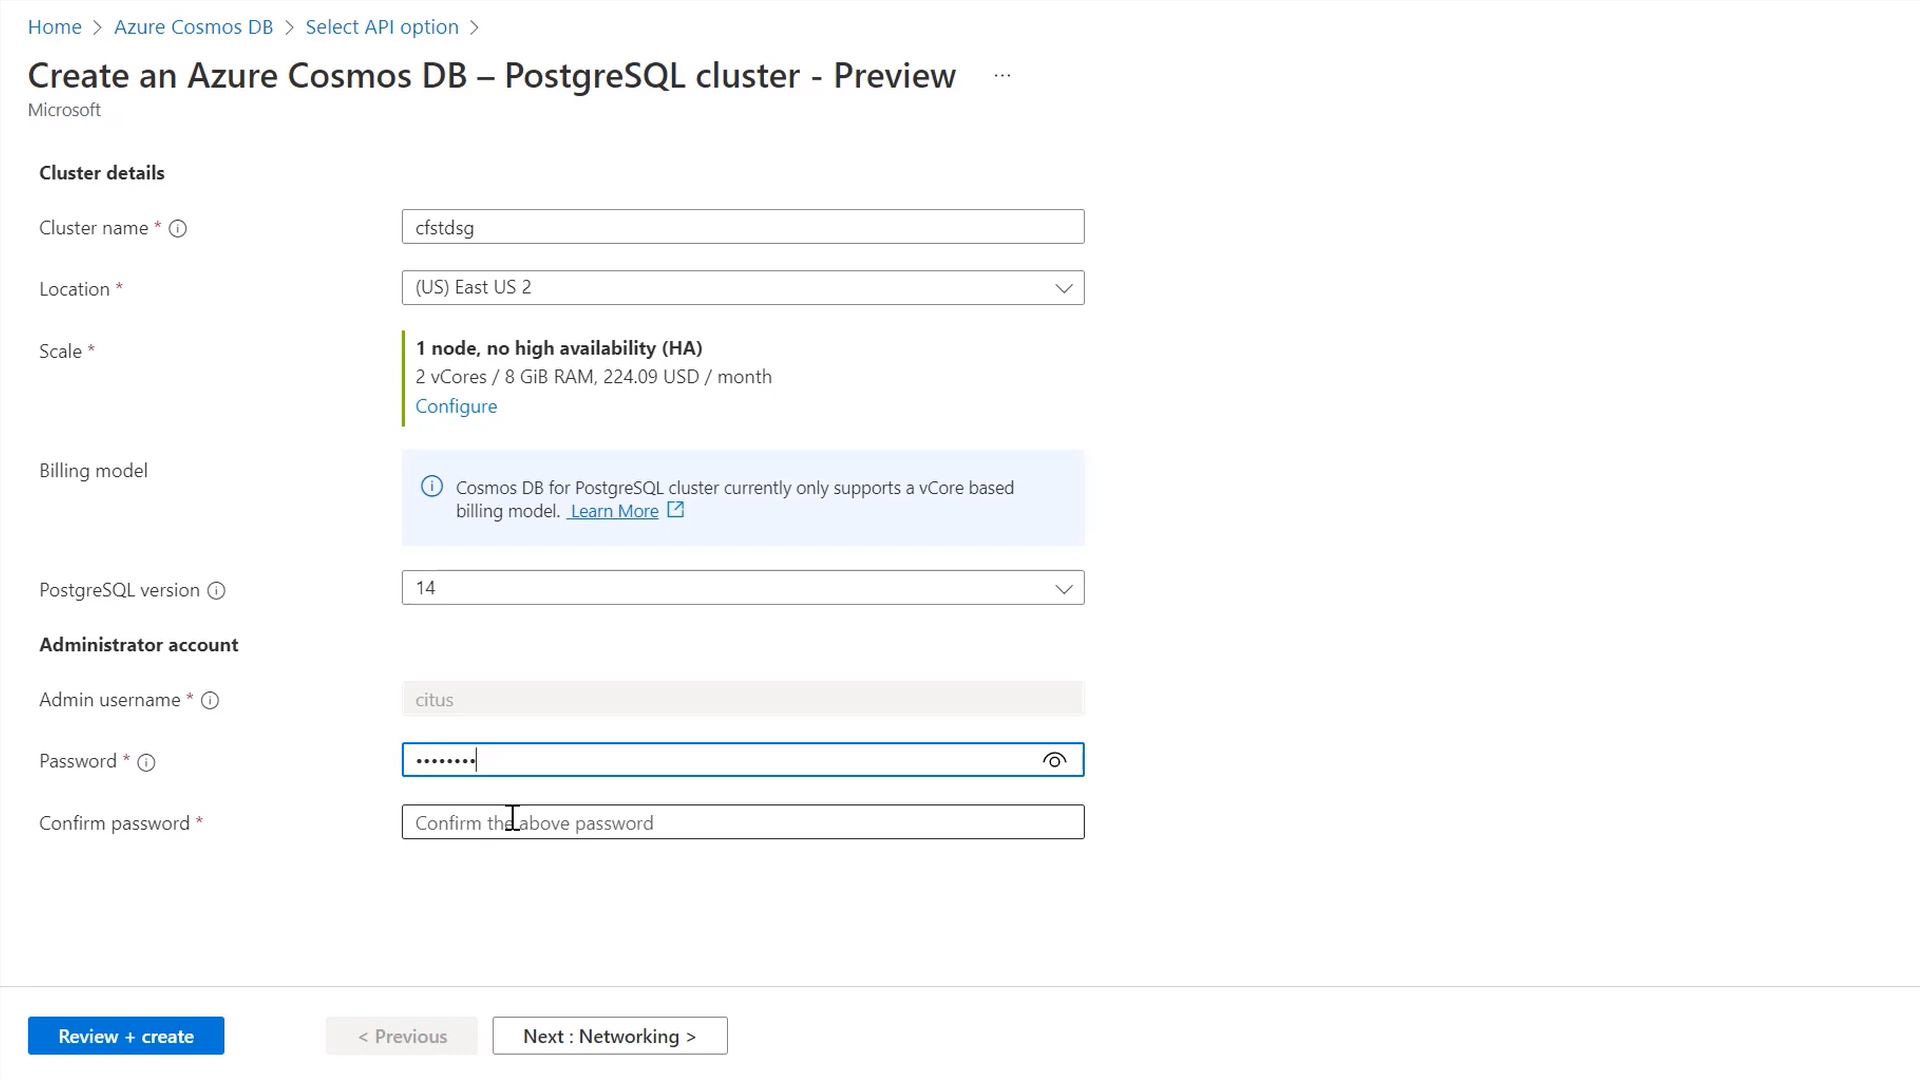 Home > Azure Cosmos DB > Select API option >
Create an Azure Cosmos DB – PostgreSQL cluster - Preview ...
Microsoft
Cluster details
Cluster name *
cfstdsg
Location *
(US) East US 2
Scale *
1 node, no high availability (HA)
2 vCores / 8 GiB RAM, 224.09 USD / month
Configure
Billing model
Cosmos DB for PostgreSQL cluster currently only supports a vCore based
billing model. Learn More
PostgreSQL version
14
Administrator account
Admin username *
citus
Password *
••••••••
Confirm password *
Confirm the above password
Review + create
< Previous
Next : Networking >